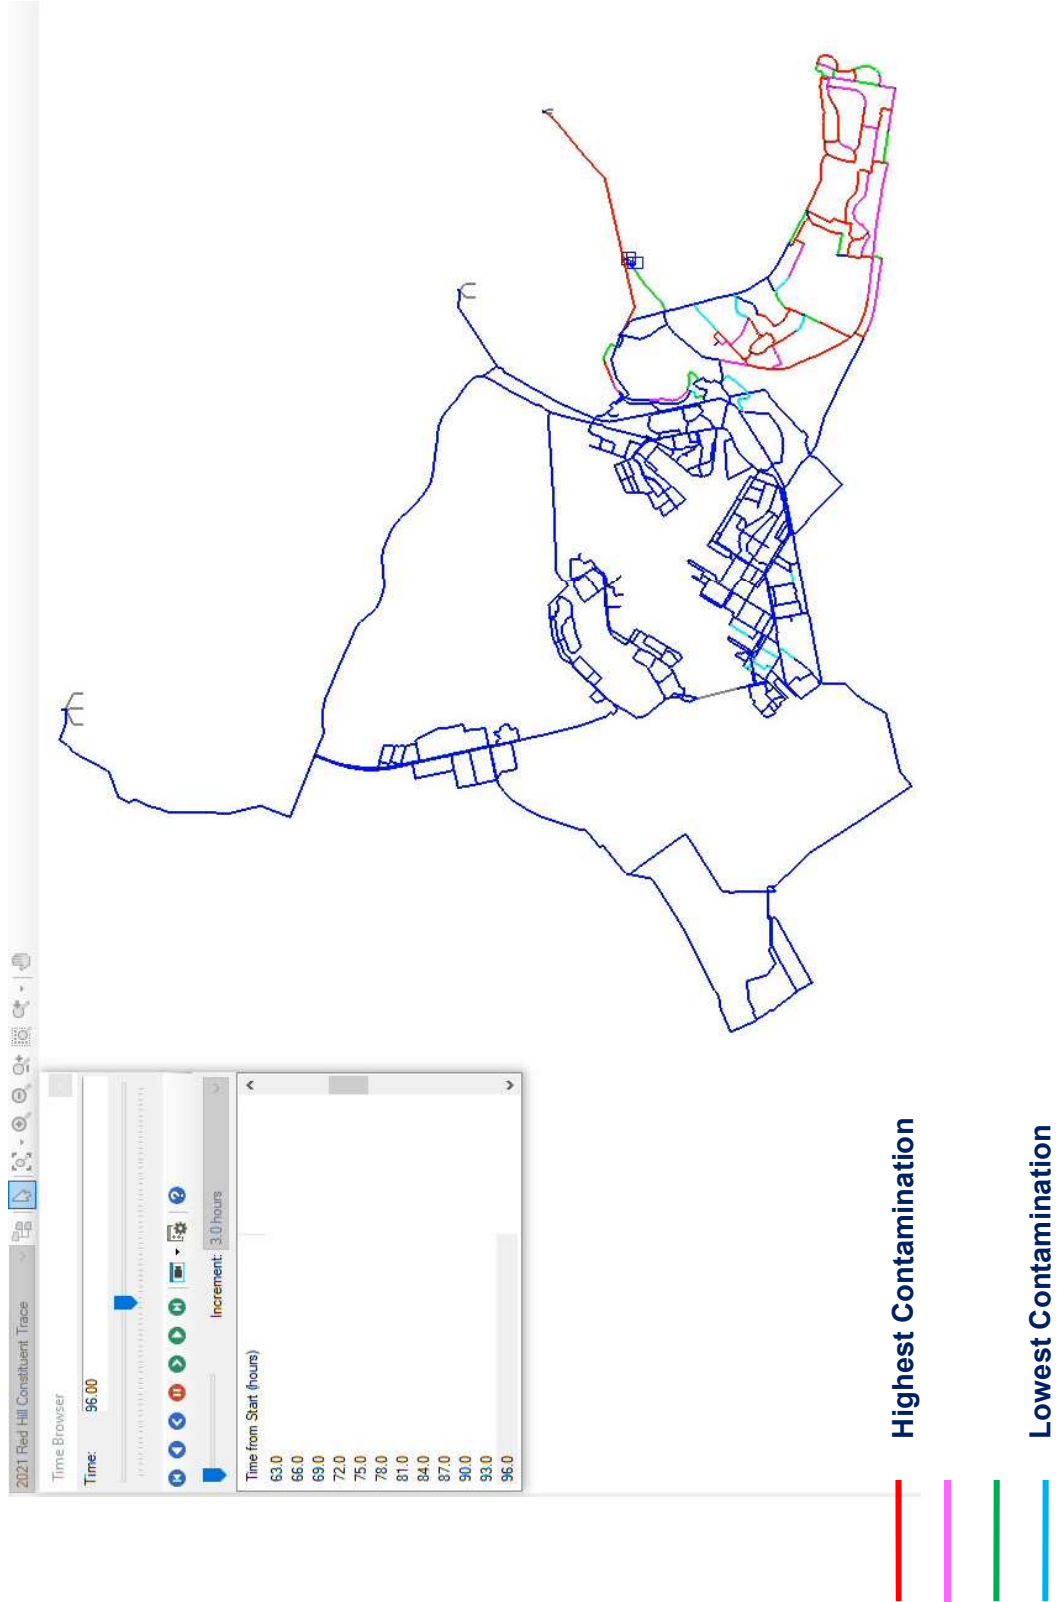 2021 Red Hill Constituent Trace
Time Browser
Time:
96.00
Increment: 3.0 hours
Time from Start (hours)
63.0
66.0
69.0
72.0
75.0
78.0
81.0
84.0
87.0
90.0
93.0
96.0
Highest Contamination
Lowest Contamination